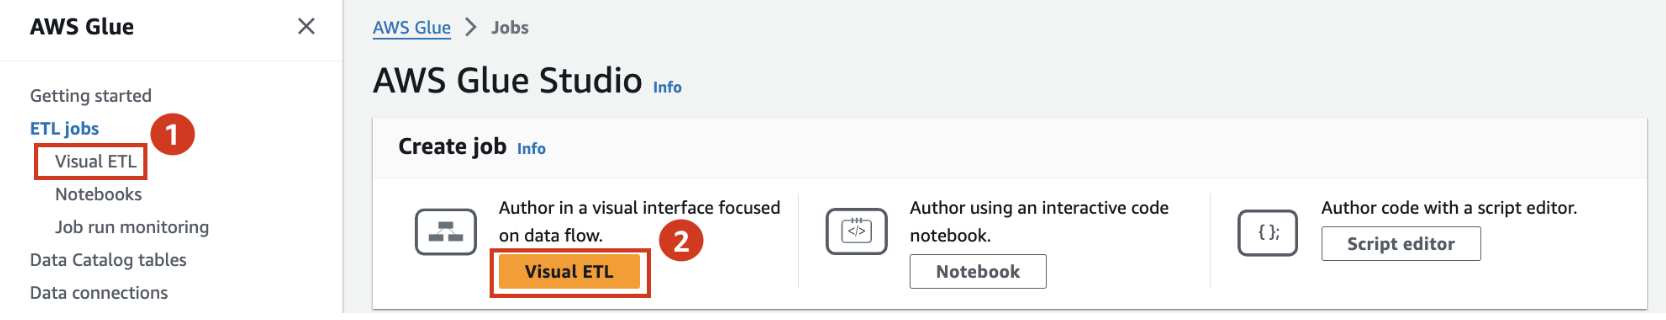 AWS Glue
Getting started
ETL jobs
1
Visual ETL
Notebooks
Job run monitoring
Data Catalog tables
Data connections
AWS Glue > Jobs
AWS Glue Studio Info
Create job Info
Author in a visual interface focused
on data flow.
2
Visual ETL
</>
Author using an interactive code
notebook.
Notebook
{ };
Author code with a script editor.
Script editor